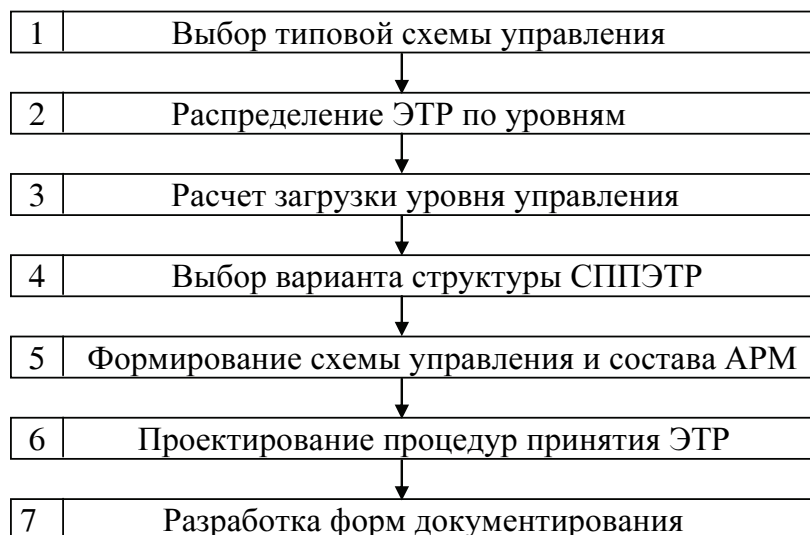 1 Выбор типовой схемы управления
2 Распределение ЭТР по уровням
3 Расчет загрузки уровня управления
4 Выбор варианта структуры СППЭТР
5 Формирование схемы управления и состава АРМ
6 Проектирование процедур принятия ЭТР
7 Разработка форм документирования